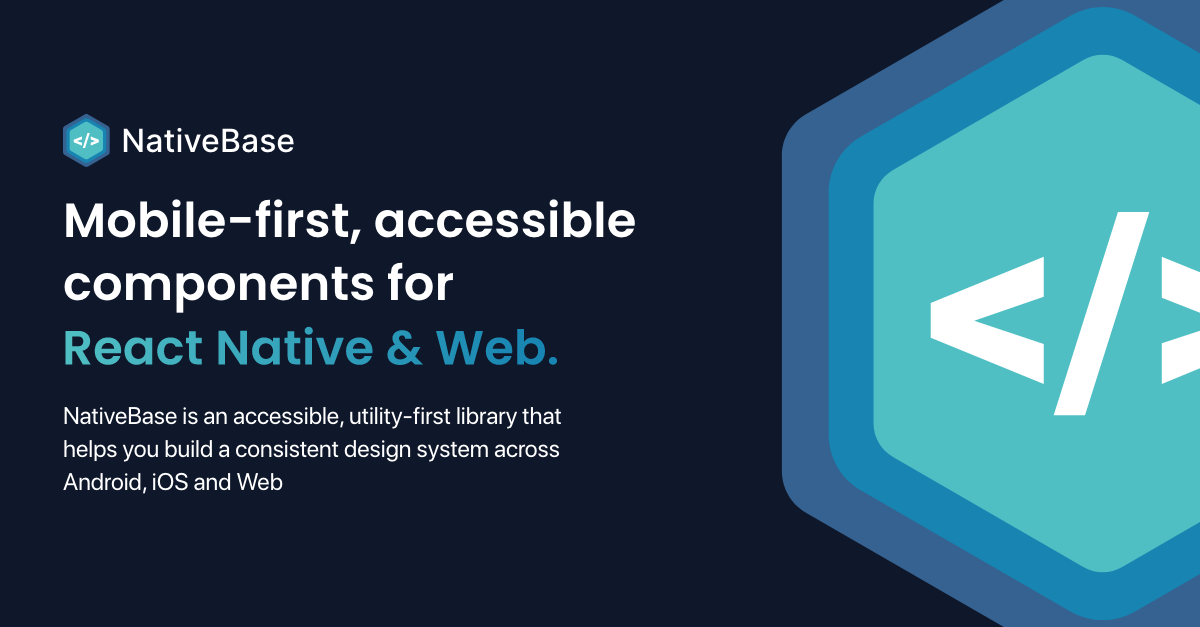 </> NativeBase
Mobile-first, accessible
components for
React Native & Web.
NativeBase is an accessible, utility-first library that
helps you build a consistent design system across
Android, iOS and Web
</>